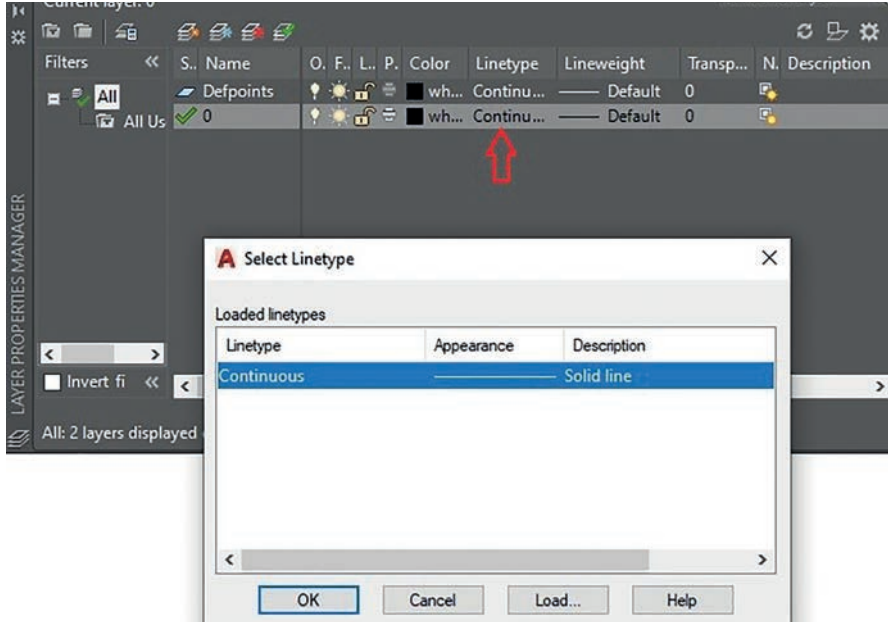 Current layer: 0
Filters
S.. Name O. F.. L.. P. Color Linetype Lineweight Transp... N. Description
All
All Us
Defpoints wh... Continu... Default 0
0 wh... Continu... Default 0
LAYER PROPERTIES MANAGER
Invert fi
All: 2 layers displayed
A Select Linetype
Loaded linetypes
Linetype Appearance Description
Continuous Solid line
OK Cancel Load... Help